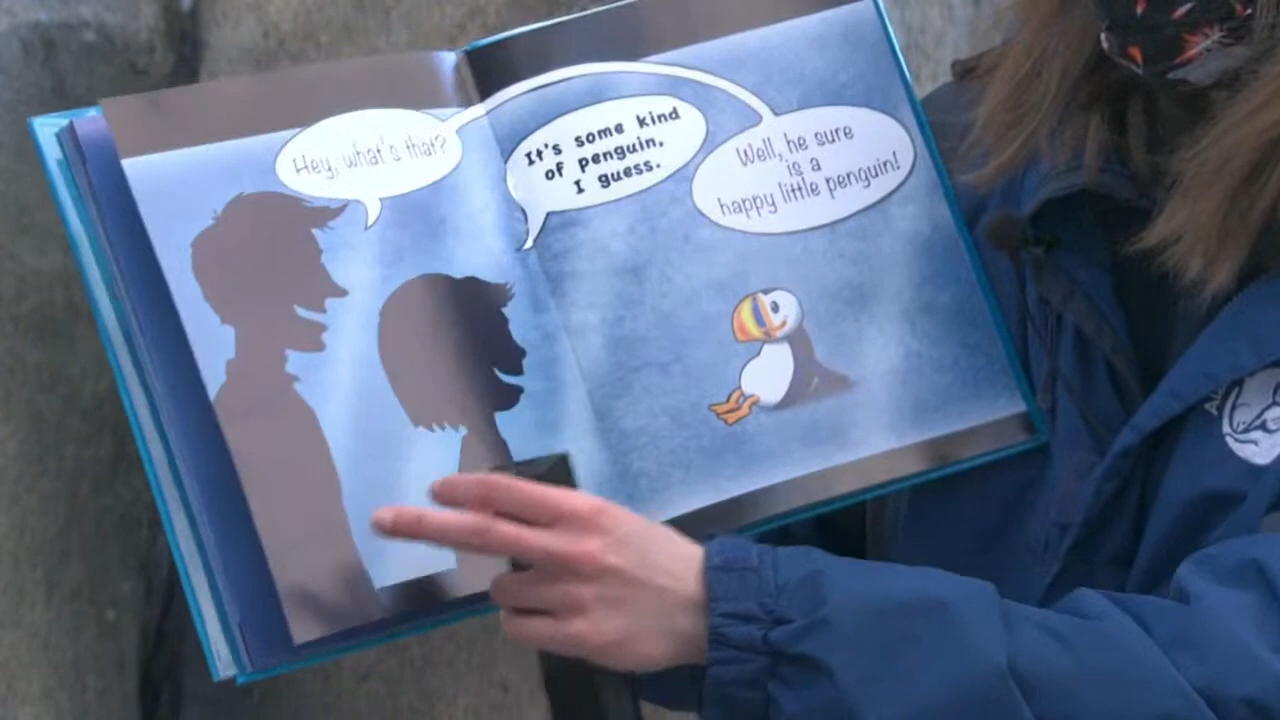 Hey, what's that?
It's some kind
of penguin,
I guess.
Well, he sure
is a
happy little penguin!